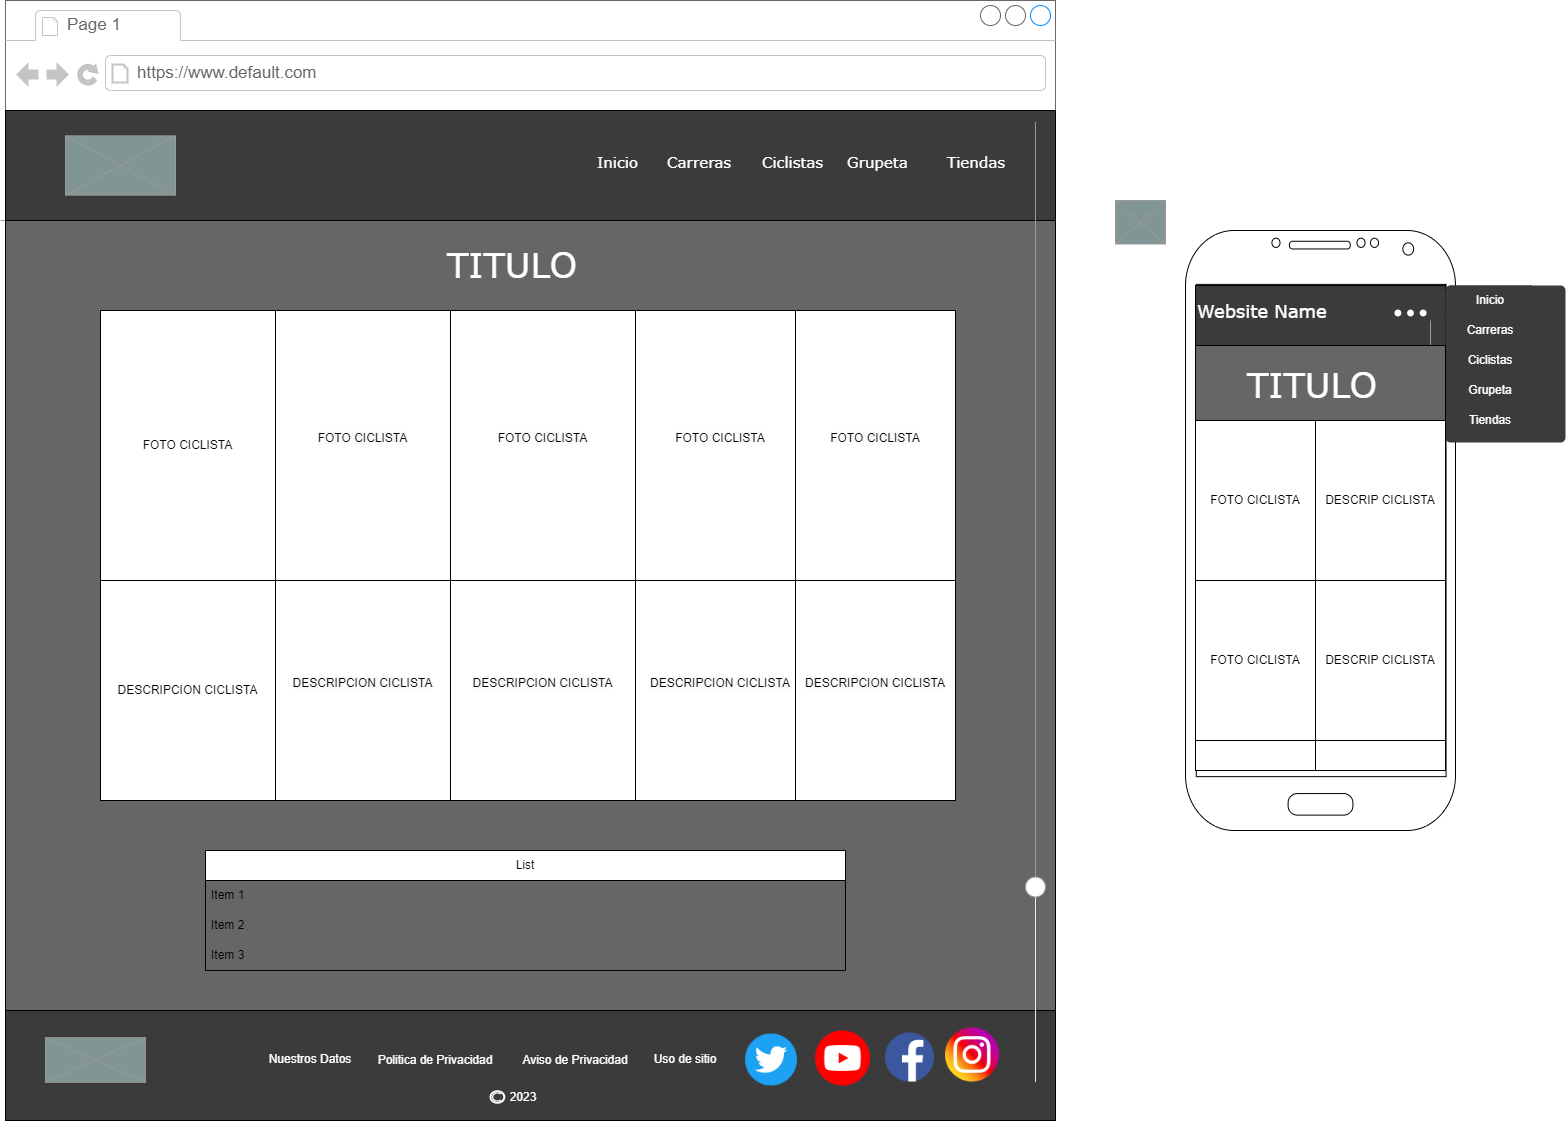 Page 1
https://www.default.com
Inicio Carreras Ciclistas Grupeta Tiendas
TITULO
FOTO CICLISTA FOTO CICLISTA FOTO CICLISTA FOTO CICLISTA FOTO CICLISTA
DESCRIPCION CICLISTA DESCRIPCION CICLISTA DESCRIPCION CICLISTA DESCRIPCION CICLISTA DESCRIPCION CICLISTA
List
Item 1
Item 2
Item 3
Nuestros Datos Politica de Privacidad Aviso de Privacidad Uso de sitio
© 2023
Website Name
Inicio
Carreras
Ciclistas
Grupeta
Tiendas
TITULO
FOTO CICLISTA DESCRIP CICLISTA
FOTO CICLISTA DESCRIP CICLISTA